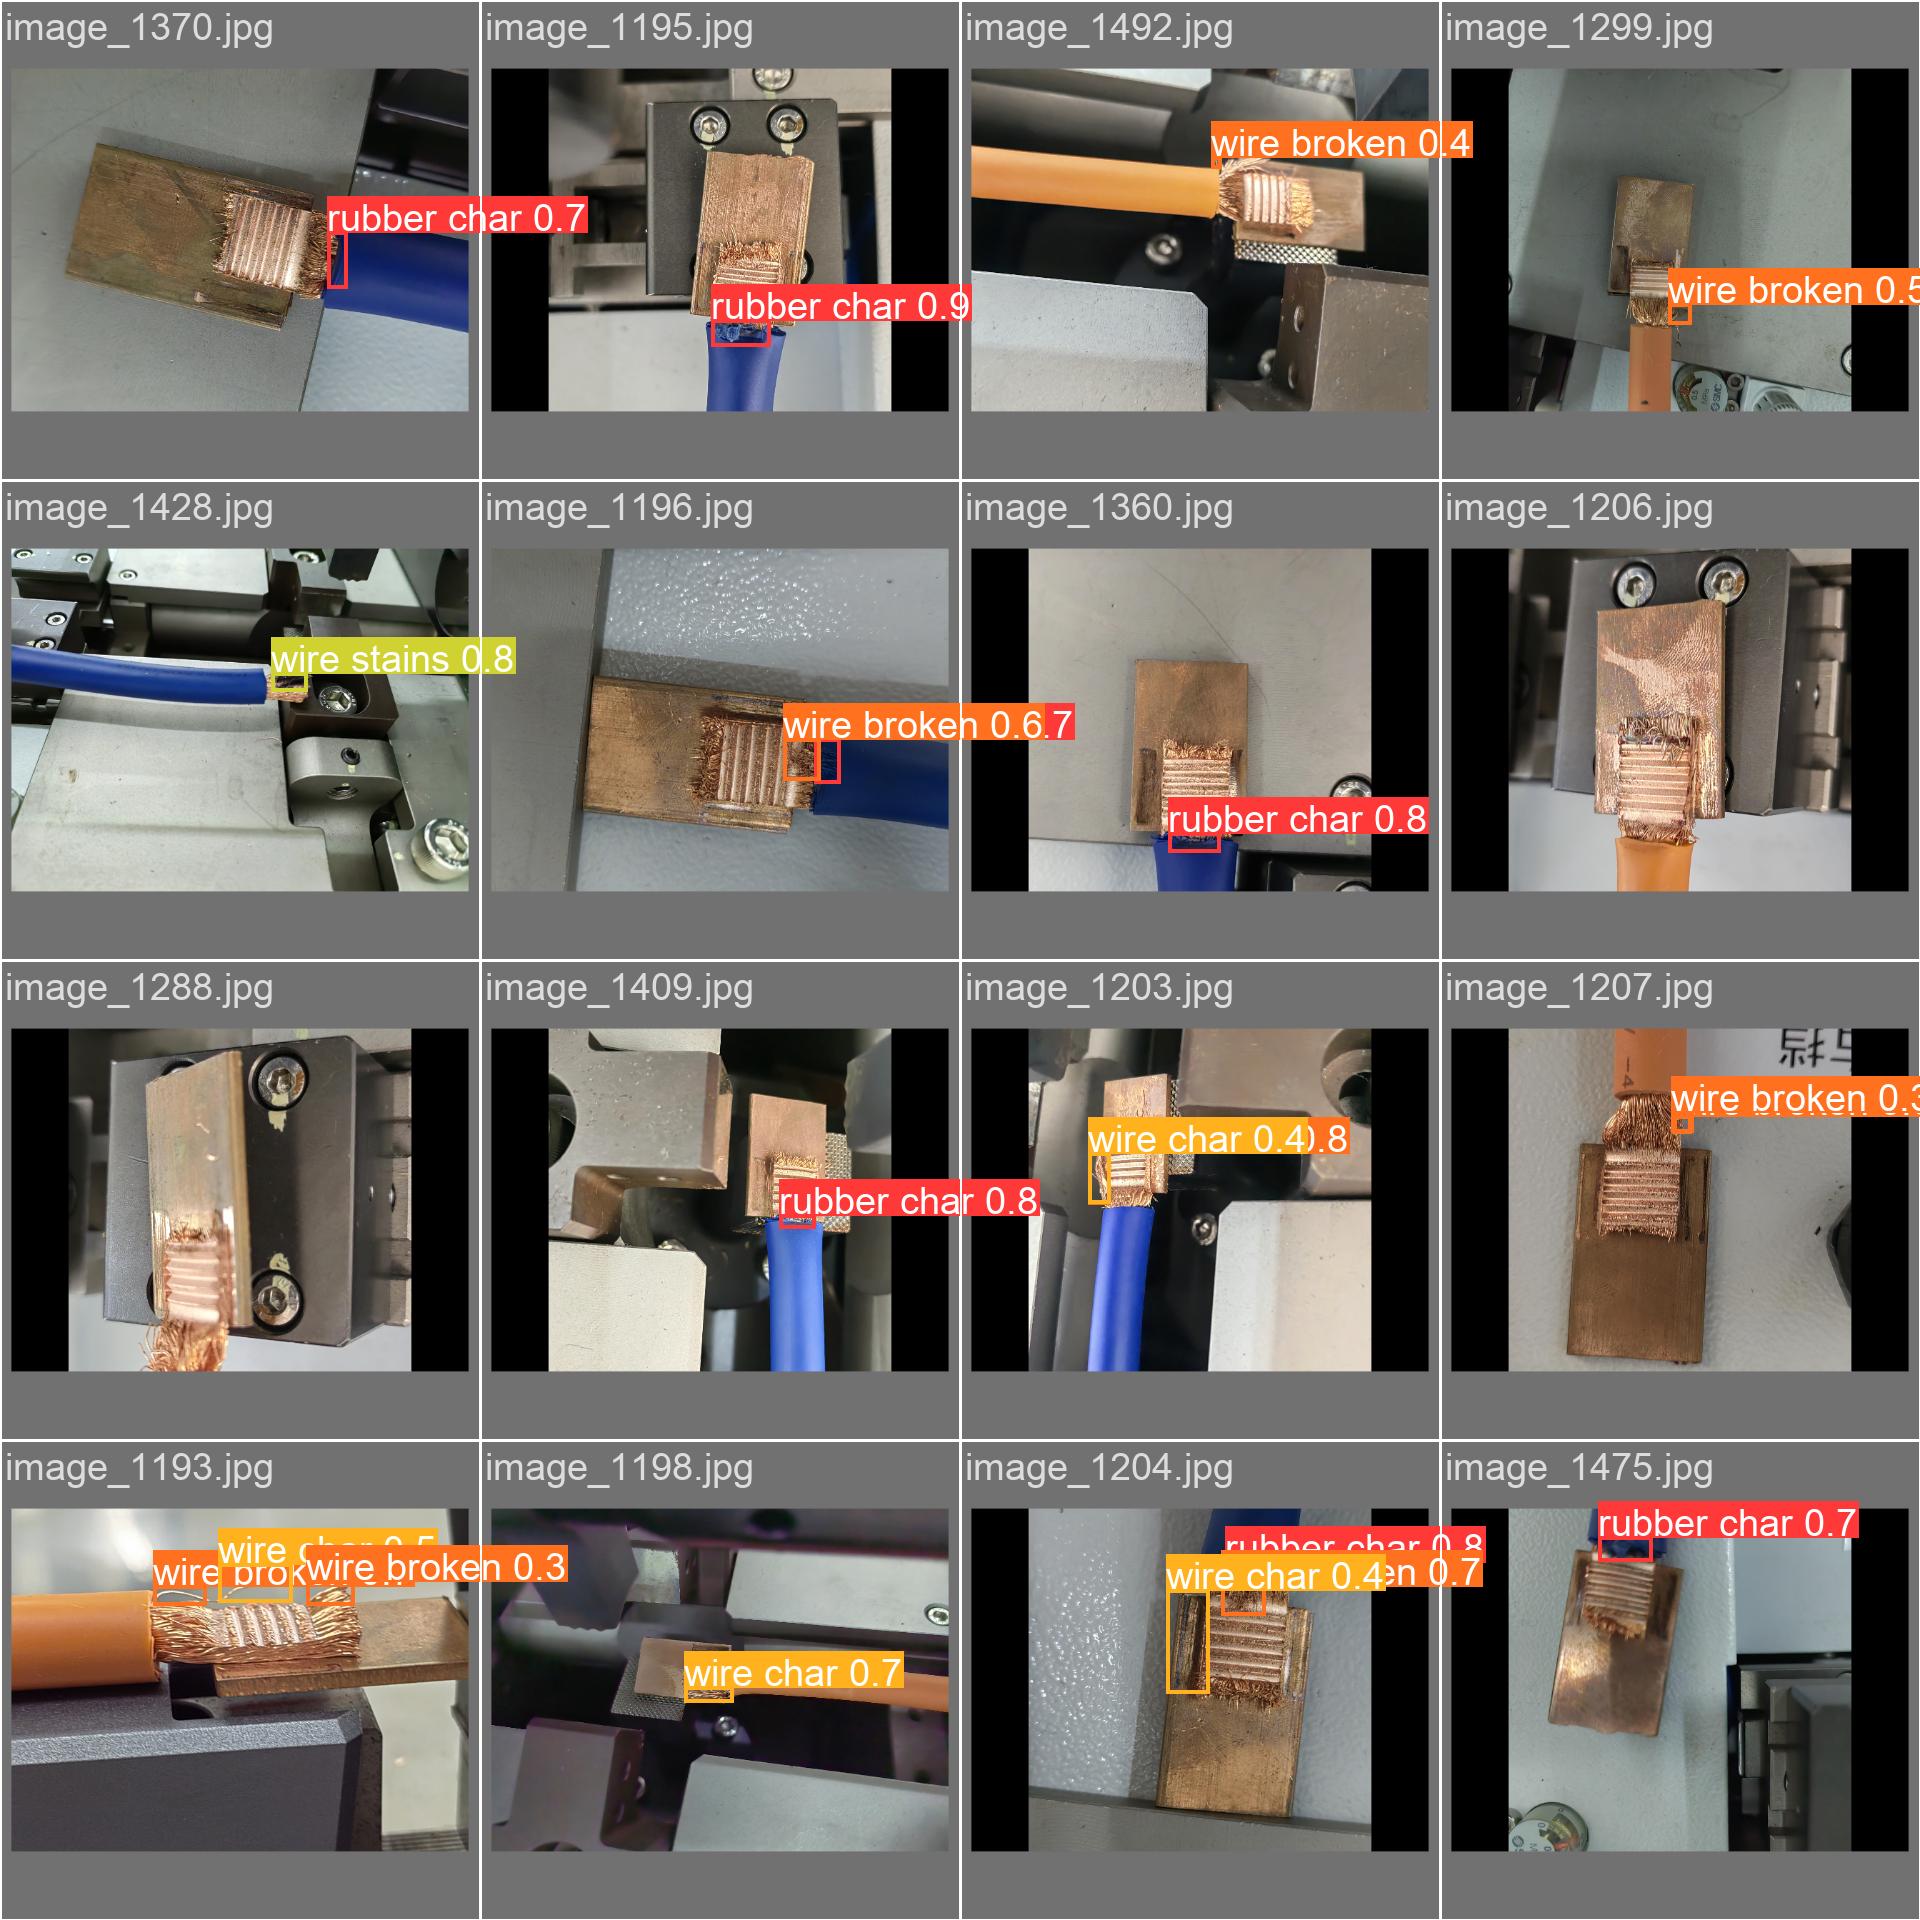 image_1370.jpg
image_1195.jpg
image_1492.jpg
image_1299.jpg
rubber char 0.7
rubber char 0.9
wire broken 0.4
wire broken 0.5
SMC
image_1428.jpg
image_1196.jpg
image_1360.jpg
image_1206.jpg
wire stains 0.8
wire broken 0.6
.7
rubber char 0.8
image_1288.jpg
image_1409.jpg
image_1203.jpg
image_1207.jpg
rubber char 0.8
wire char 0.4
0.8
wire broken 0.3
image_1193.jpg
image_1198.jpg
image_1204.jpg
image_1475.jpg
wire char 0.5
wire brok
wire broken 0.3
wire char 0.7
rubber char 0.8
wire char 0.4
en 0.7
rubber char 0.7